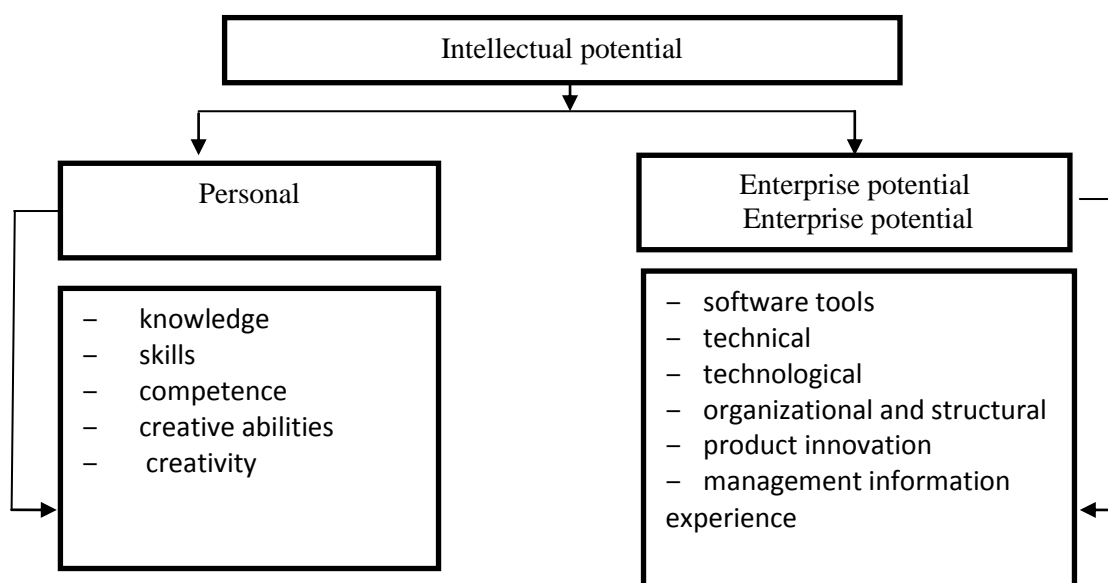 Intellectual potential
Personal
Enterprise potential
Enterprise potential
– knowledge
– skills
– competence
– creative abilities
– creativity
– software tools
– technical
– technological
– organizational and structural
– product innovation
– management information
experience